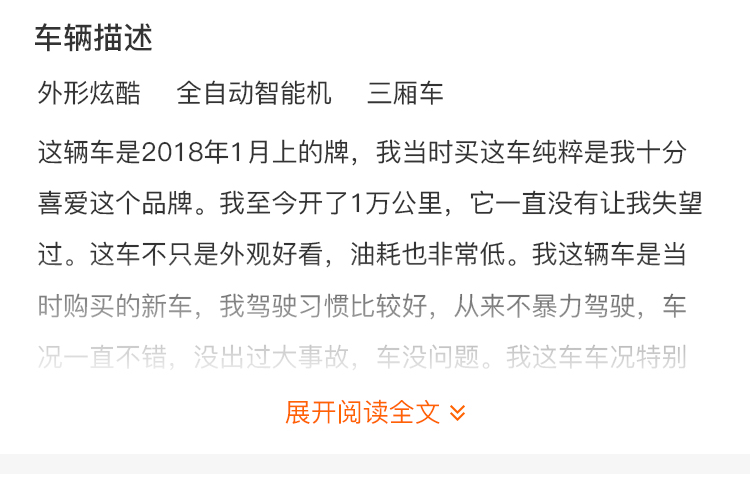 车辆描述
外形炫酷 全自动智能机 三厢车
这辆车是2018年1月上的牌，我当时买这车纯粹是我十分
喜爱这个品牌。我至今开了1万公里，它一直没有让我失望
过。这车不只是外观好看，油耗也非常低。我这辆车是当
时购买的新车，我驾驶习惯比较好，从来不暴力驾驶，车
况一直不错，没出过大事故，车没问题。我这车车况特别
展开阅读全文